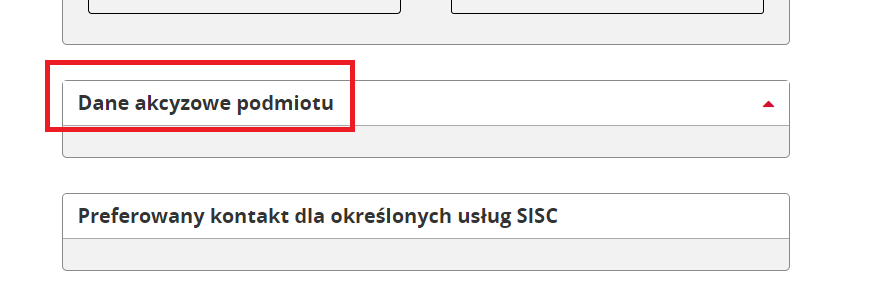 Dane akcyzowe podmiotu
Preferowany kontakt dla określonych usług SISC